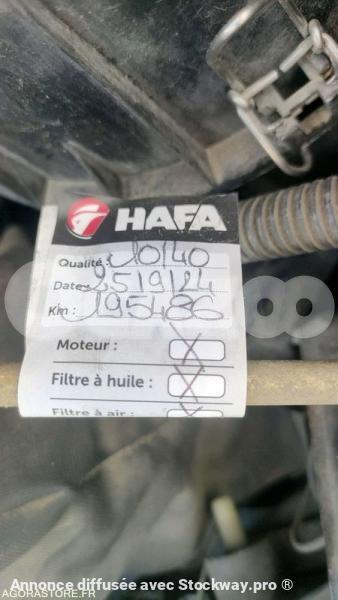 HAFA
Qualité : 10/40
Date : 25/9/24
Km : 195486
Moteur : X
Filtre à huile : X
Filtre à air :
AGORASTORE.FR
Annonce diffusée avec Stockway.pro ®